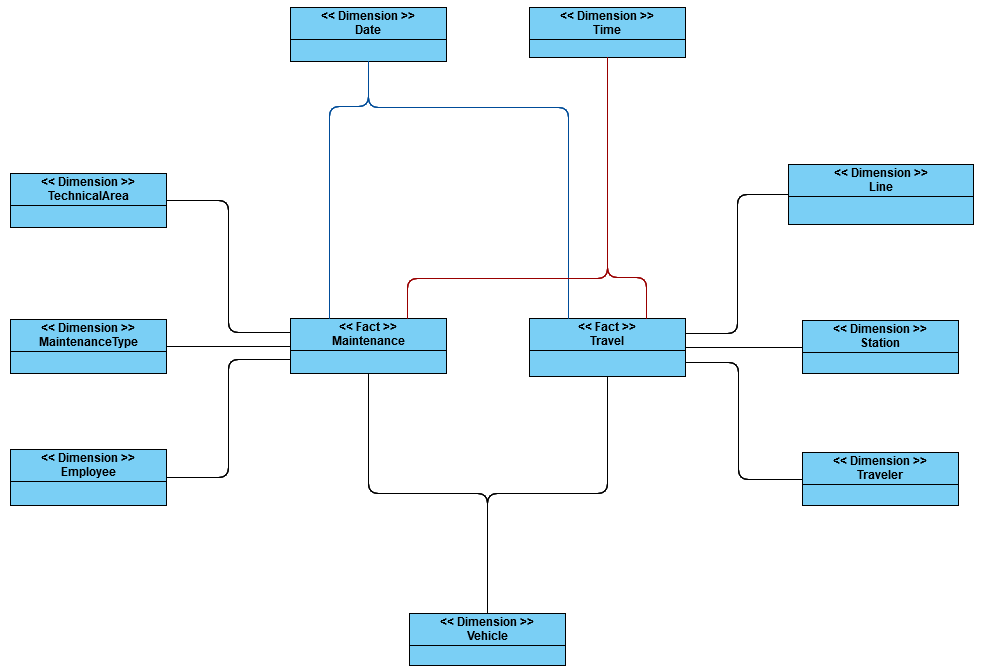 << Dimension >>
Date
<< Dimension >>
Time
<< Dimension >>
TechnicalArea
<< Dimension >>
Line
<< Dimension >>
MaintenanceType
<< Fact >>
Maintenance
<< Fact >>
Travel
<< Dimension >>
Station
<< Dimension >>
Employee
<< Dimension >>
Traveler
<< Dimension >>
Vehicle